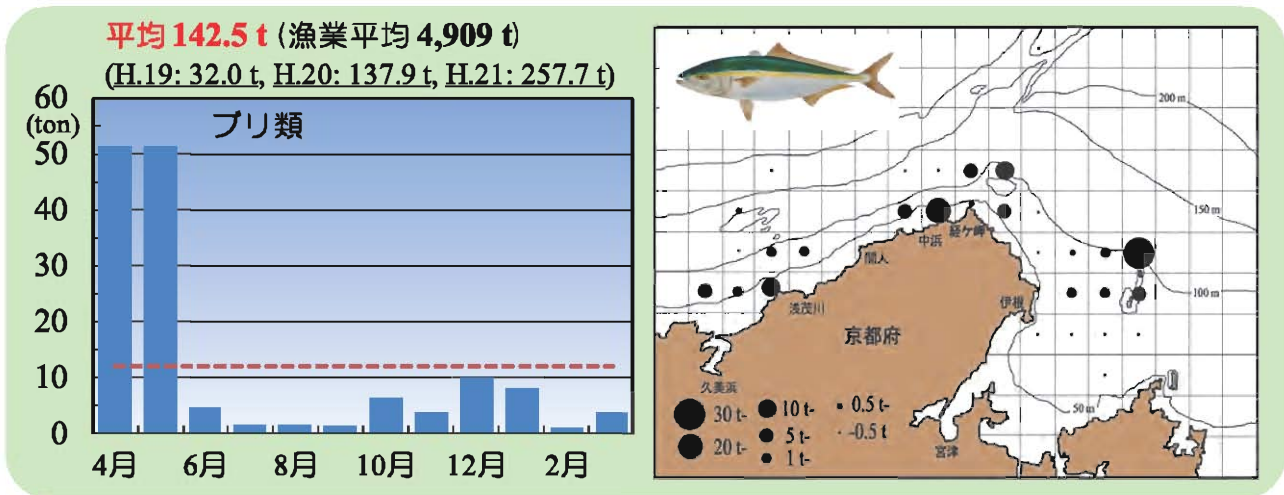 平均142.5 t (漁業平均4,909 t)
(H.19: 32.0 t, H.20: 137.9 t, H.21: 257.7 t)
60
(ton)
50
40
30
20
10
0
ブリ類
4月
6月
8月
10月
12月
2月
200 m
150 m
100 m
50 m
経ケ岬
中浜
間人
浅茂川
伊根
京都府
久美浜
宮津
30 t-
20 t-
10 t-
5 t-
1 t-
0.5 t-
-0.5 t